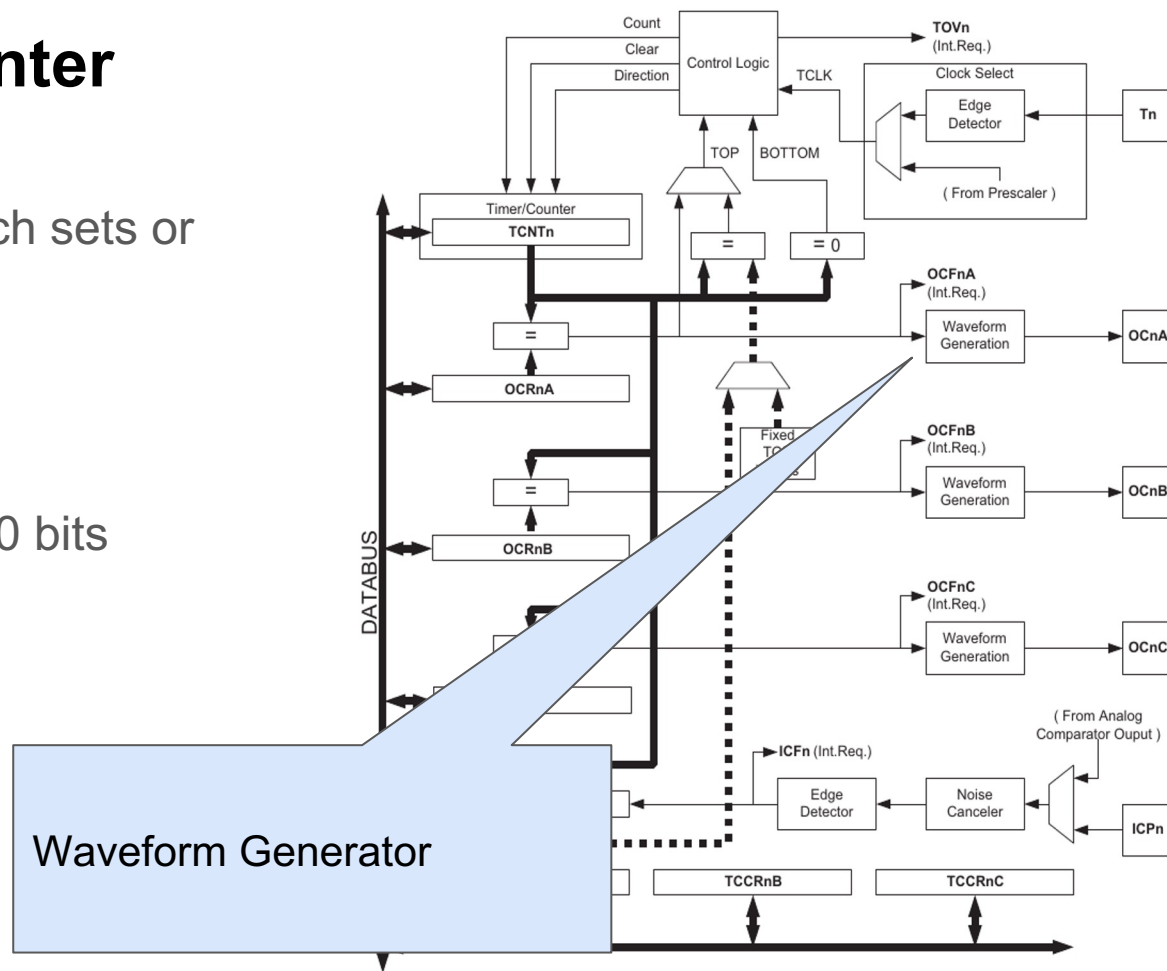 nter
ch sets or
0 bits
Count
Clear
Direction
Control Logic
TOVn
(Int.Req.)
TCLK
Clock Select
Edge
Detector
Tn
( From Prescaler )
TOP
BOTTOM
Timer/Counter
TCNTn
=
= 0
OCFnA
(Int.Req.)
=
Waveform
Generation
OCnA
OCRnA
Fixed
OCFnB
(Int.Req.)
=
Waveform
Generation
OCnB
OCRnB
DATABUS
OCFnC
(Int.Req.)
Waveform
Generation
OCnC
( From Analog
Comparator Ouput )
ICFn (Int.Req.)
Edge
Detector
Noise
Canceler
ICPn
Waveform Generator
TCCRnB
TCCRnC